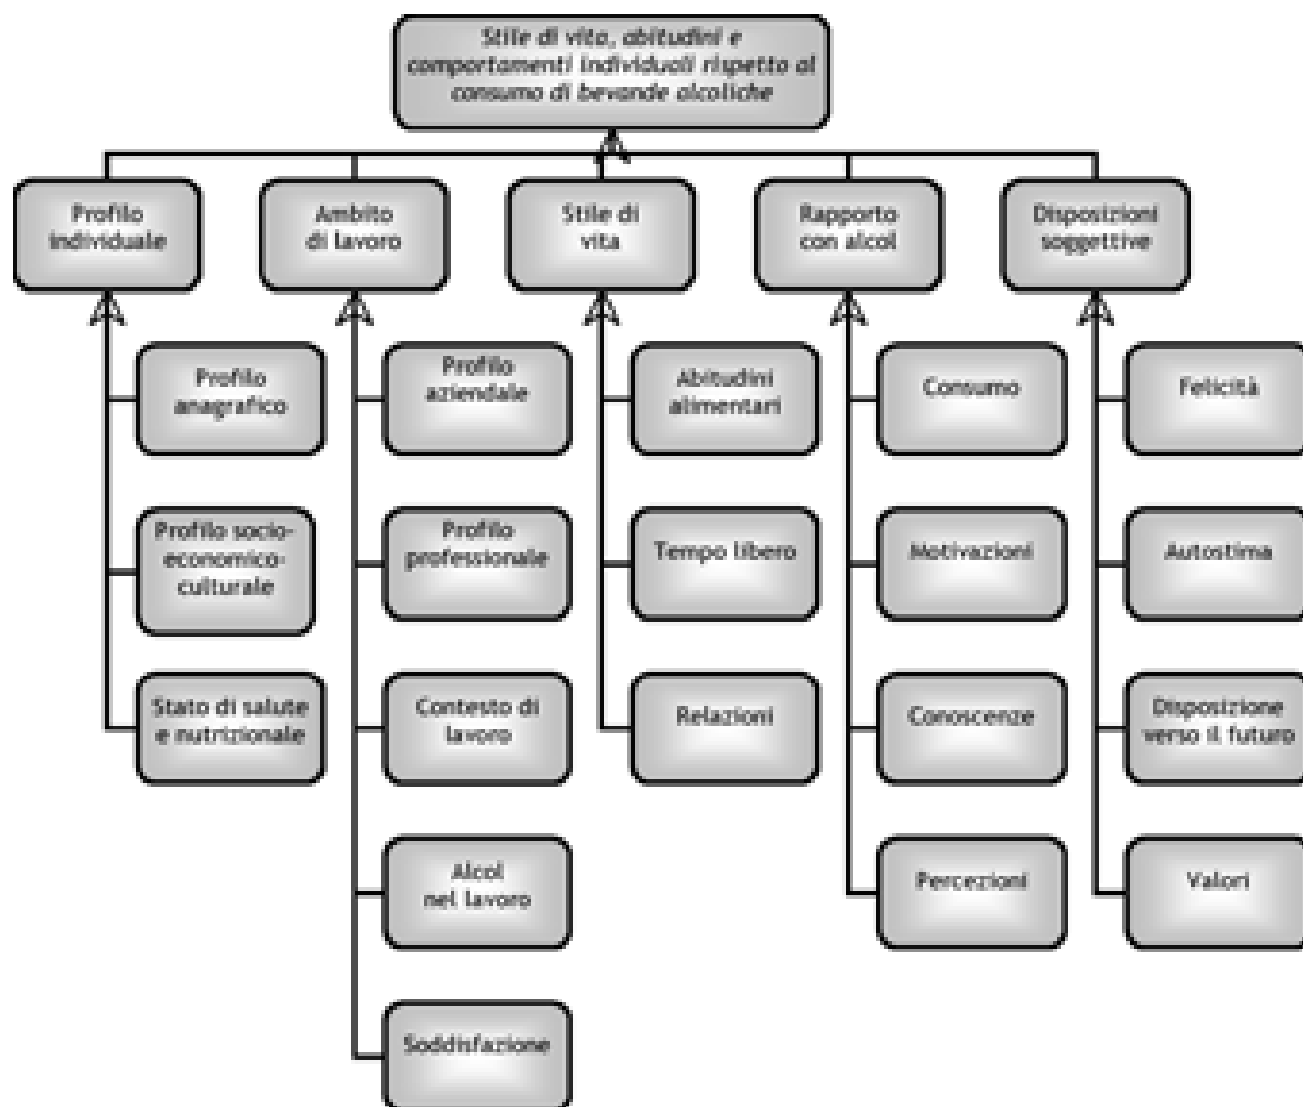 Stile di vita, abitudini e
comportamenti individuali rispetto al
consumo di bevande alcoliche
Profilo
individuale
Ambito
di lavoro
Stile di
vita
Rapporto
con alcol
Disposizioni
soggettive
Profilo
anagrafico
Profilo socio-
economico-
culturale
Stato di salute
e nutrizionale
Profilo
aziendale
Profilo
professionale
Contesto di
lavoro
Alcol
nel lavoro
Soddisfazione
Abitudini
alimentari
Tempo libero
Relazioni
Consumo
Motivazioni
Conoscenze
Percezioni
Felicità
Autostima
Disposizione
verso il futuro
Valori